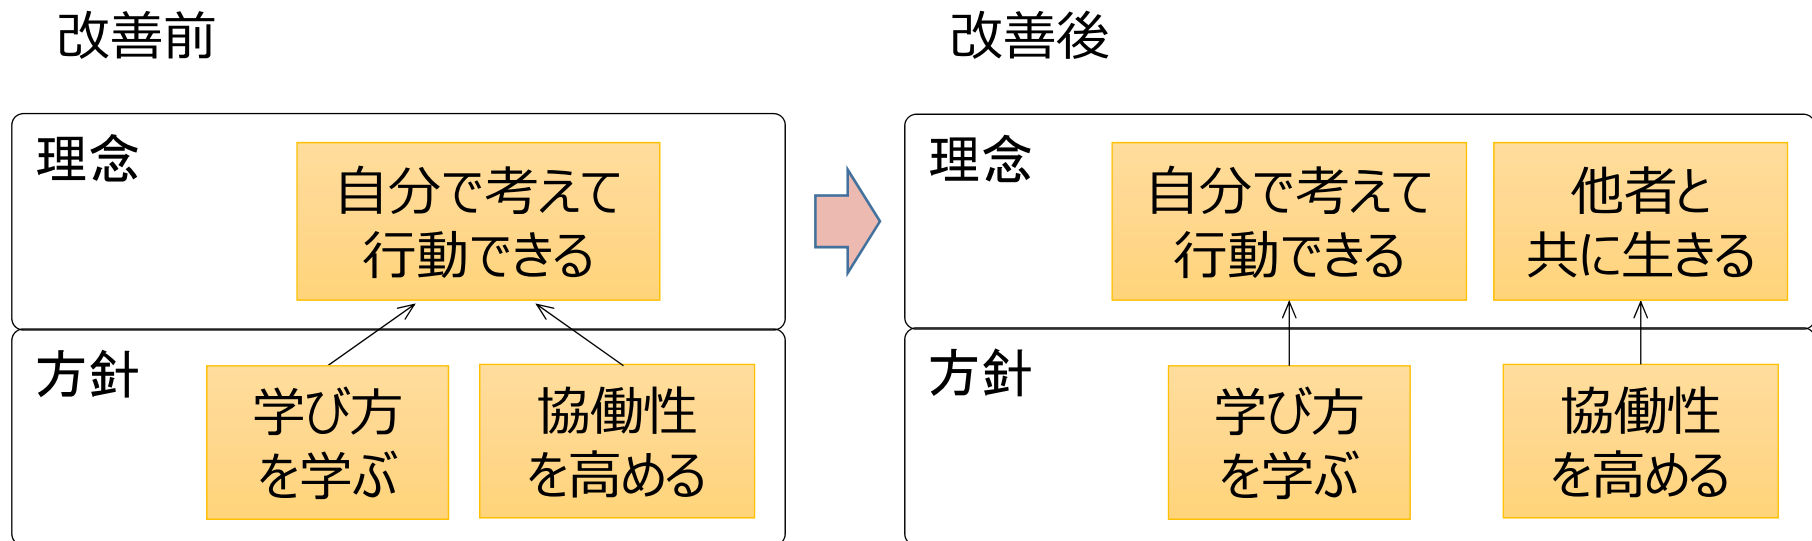 改善前
理念
自分で考えて
行動できる
方針
学び方
を学ぶ
協働性
を高める
改善後
理念
自分で考えて
行動できる
他者と
共に生きる
方針
学び方
を学ぶ
協働性
を高める